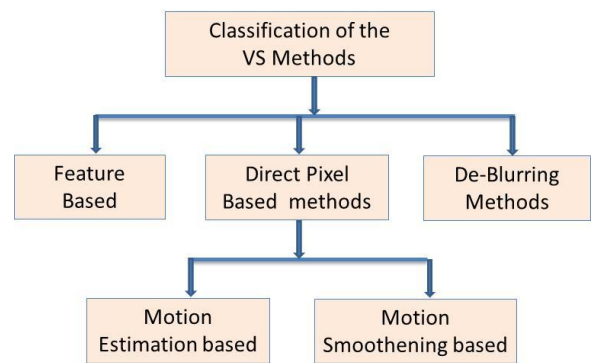 Classification of the
VS Methods
Feature
Based
Direct Pixel
Based methods
De-Blurring
Methods
Motion
Estimation based
Motion
Smoothening based